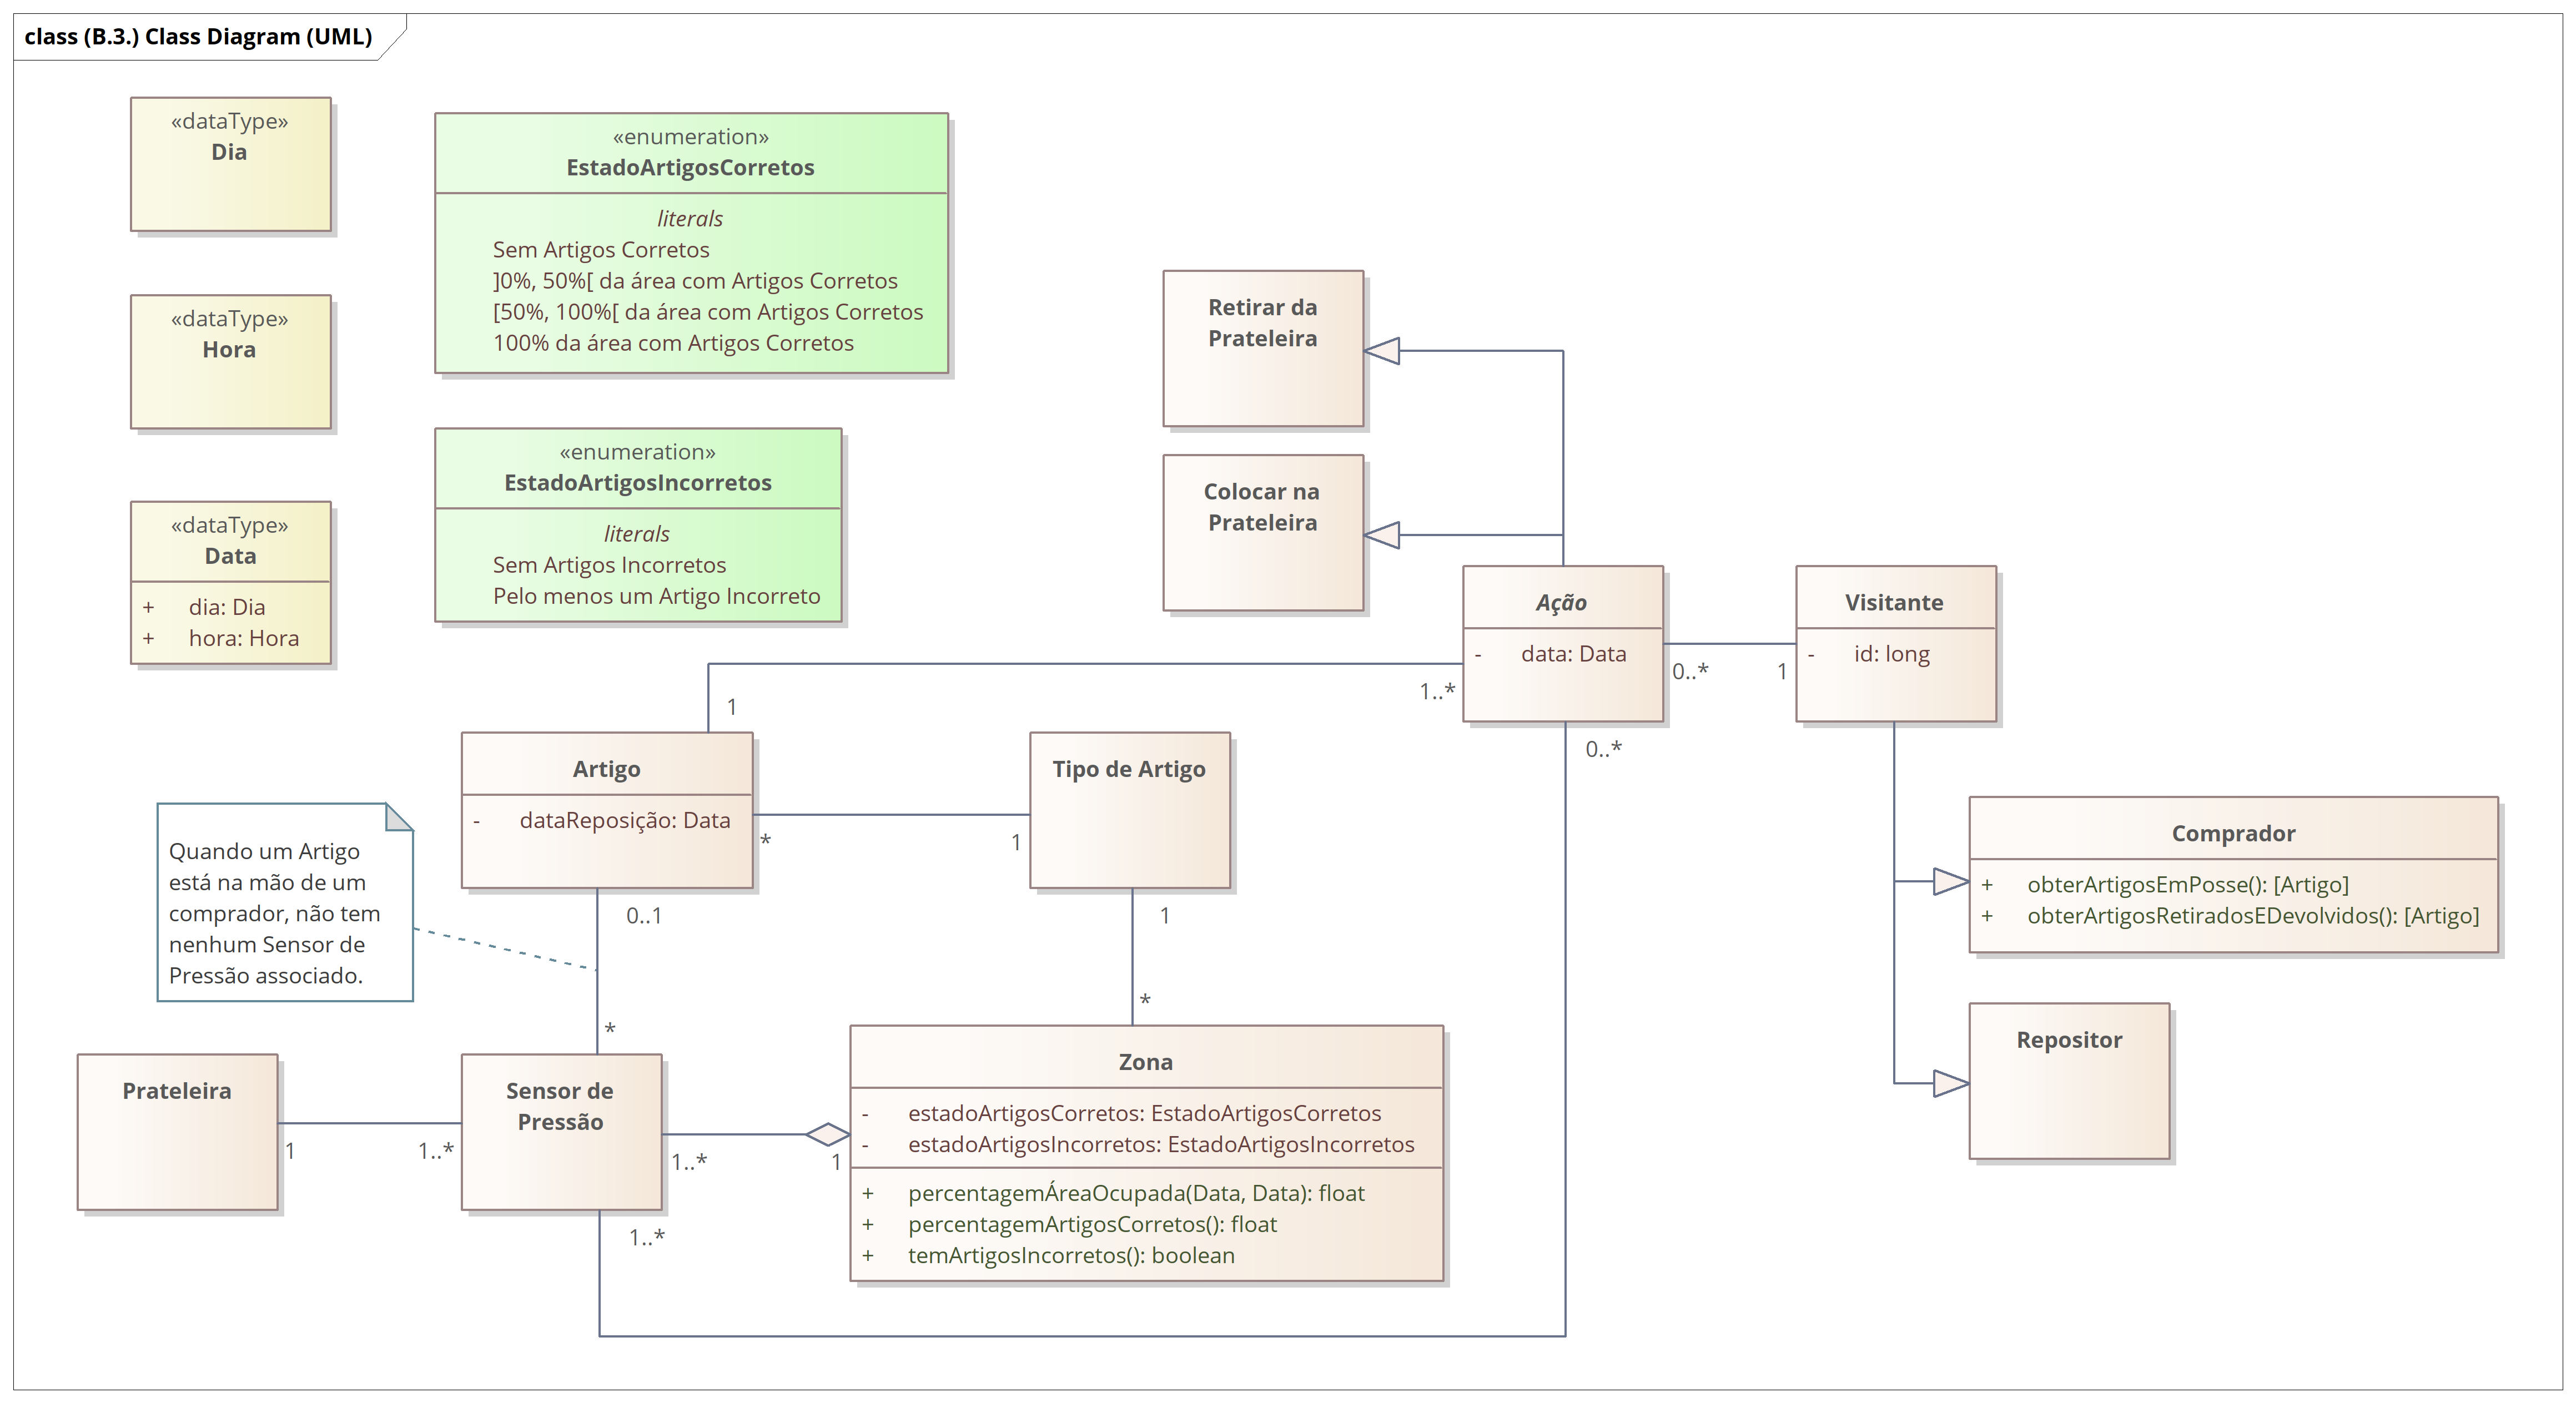 class (B.3.) Class Diagram (UML)
«dataType»
Dia
«dataType»
Hora
«dataType»
Data
+ dia: Dia
+ hora: Hora
«enumeration»
EstadoArtigosCorretos
literals
Sem Artigos Corretos
]0%, 50%[ da área com Artigos Corretos
[50%, 100%[ da área com Artigos Corretos
100% da área com Artigos Corretos
«enumeration»
EstadoArtigosIncorretos
literals
Sem Artigos Incorretos
Pelo menos um Artigo Incorreto
Retirar da
Prateleira
Colocar na
Prateleira
Ação
- data: Data
0..*
1
1..*
0..*
Visitante
- id: long
1
Artigo
- dataReposição: Data
*
1
0..1
*
Tipo de Artigo
1
*
Quando um Artigo
está na mão de um
comprador, não tem
nenhum Sensor de
Pressão associado.
Comprador
+ obterArtigosEmPosse(): [Artigo]
+ obterArtigosRetiradosEDevolvidos(): [Artigo]
Repositor
Prateleira
1
1..*
Sensor de
Pressão
1..*
1
1..*
Zona
- estadoArtigosCorretos: EstadoArtigosCorretos
- estadoArtigosIncorretos: EstadoArtigosIncorretos
+ percentagemÁreaOcupada(Data, Data): float
+ percentagemArtigosCorretos(): float
+ temArtigosIncorretos(): boolean